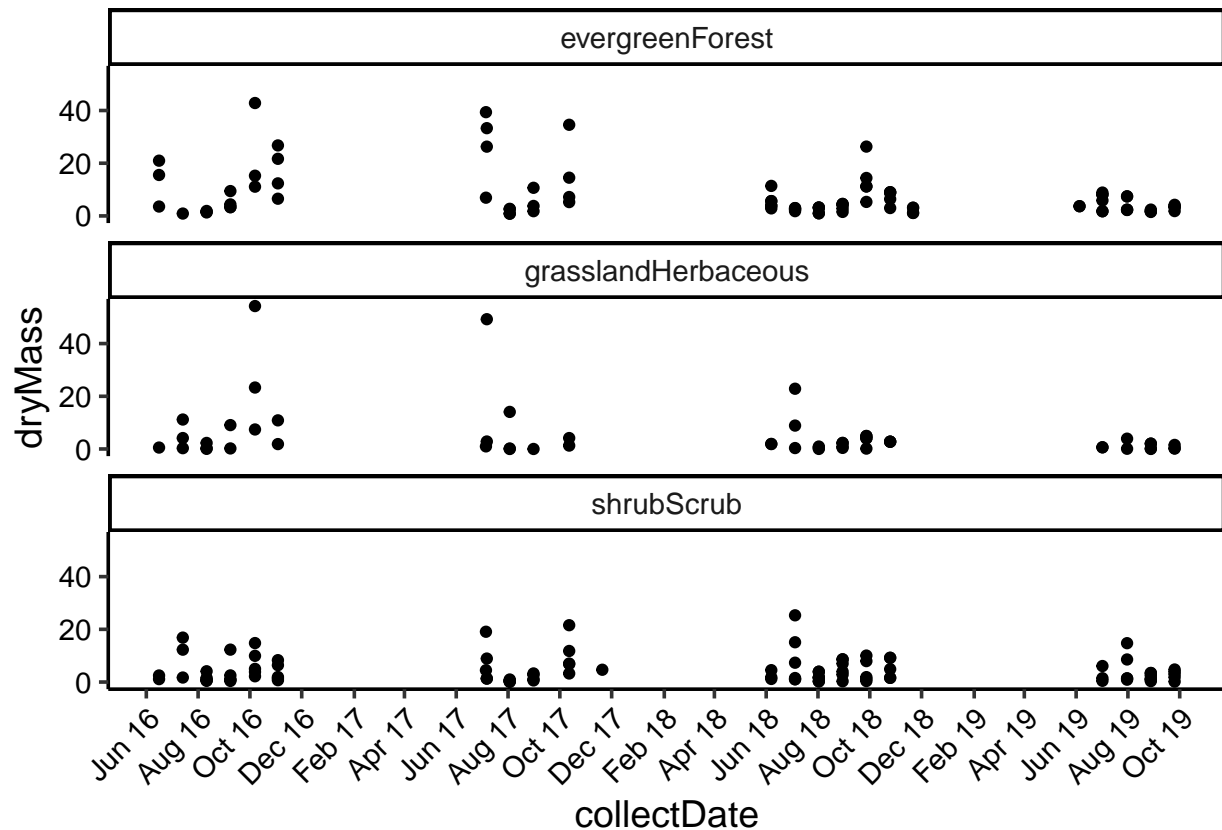 evergreenForest
40
20
0
grasslandHerbaceous
40
20
0
shrubScrub
40
20
0
dryMass
Jun 16
Aug 16
Oct 16
Dec 16
Feb 17
Apr 17
Jun 17
Aug 17
Oct 17
Dec 17
Feb 18
Apr 18
Jun 18
Aug 18
Oct 18
Dec 18
Feb 19
Apr 19
Jun 19
Aug 19
Oct 19
collectDate